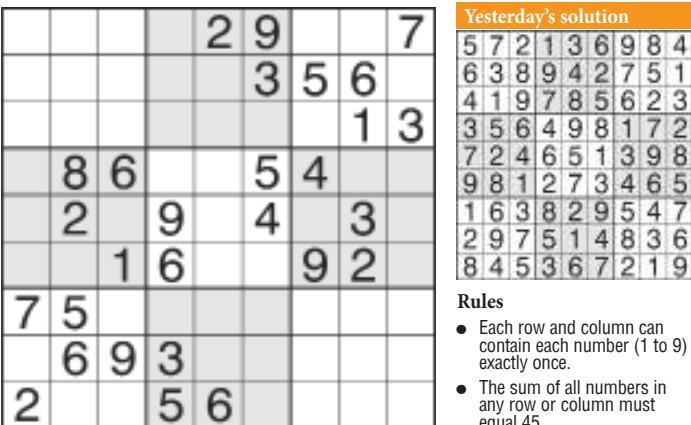 2 9 7
3 5 6
1 3
8 6 5 4
2 9 4 3
1 6 9 2
7 5
6 9 3
2 5 6
Yesterday's solution
5 7 2 1 3 6 9 8 4
6 3 8 9 4 2 7 5 1
4 1 9 7 8 5 6 2 3
3 5 6 4 9 8 1 7 2
7 2 4 6 5 1 3 9 8
9 8 1 2 7 3 4 6 5
1 6 3 8 2 9 5 4 7
2 9 7 5 1 4 8 3 6
8 4 5 3 6 7 2 1 9
Rules
● Each row and column can
contain each number (1 to 9)
exactly once.
● The sum of all numbers in
any row or column must
equal 45.